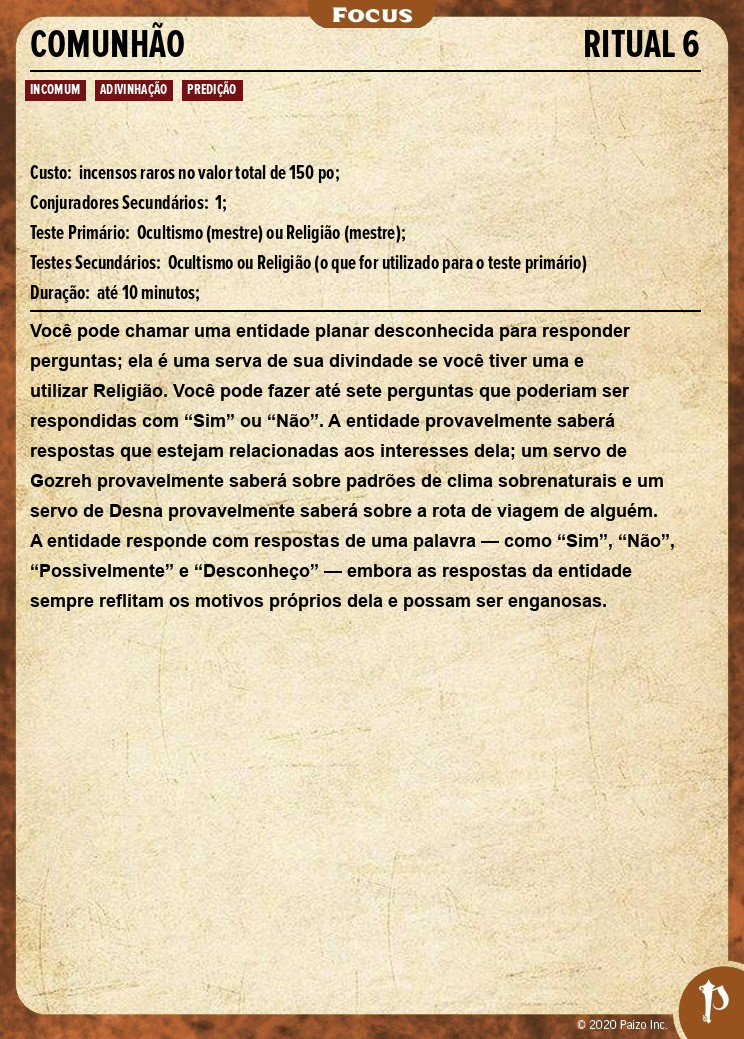 Focus
COMUNHÃO RITUAL 6
INCOMUM ADIVINHAÇÃO PREDIÇÃO
Custo: incensos raros no valor total de 150 po;
Conjuradores Secundários: 1;
Teste Primário: Ocultismo (mestre) ou Religião (mestre);
Testes Secundários: Ocultismo ou Religião (o que for utilizado para o teste primário)
Duração: até 10 minutos;
Você pode chamar uma entidade planar desconhecida para responder
perguntas; ela é uma serva de sua divindade se você tiver uma e
utilizar Religião. Você pode fazer até sete perguntas que poderiam ser
respondidas com “Sim” ou “Não”. A entidade provavelmente saberá
respostas que estejam relacionadas aos interesses dela; um servo de
Gozreh provavelmente saberá sobre padrões de clima sobrenaturais e um
servo de Desna provavelmente saberá sobre a rota de viagem de alguém.
A entidade responde com respostas de uma palavra — como “Sim”, “Não”,
“Possivelmente” e “Desconheço” — embora as respostas da entidade
sempre reflitam os motivos próprios dela e possam ser enganosas.
P
© 2020 Paizo Inc.